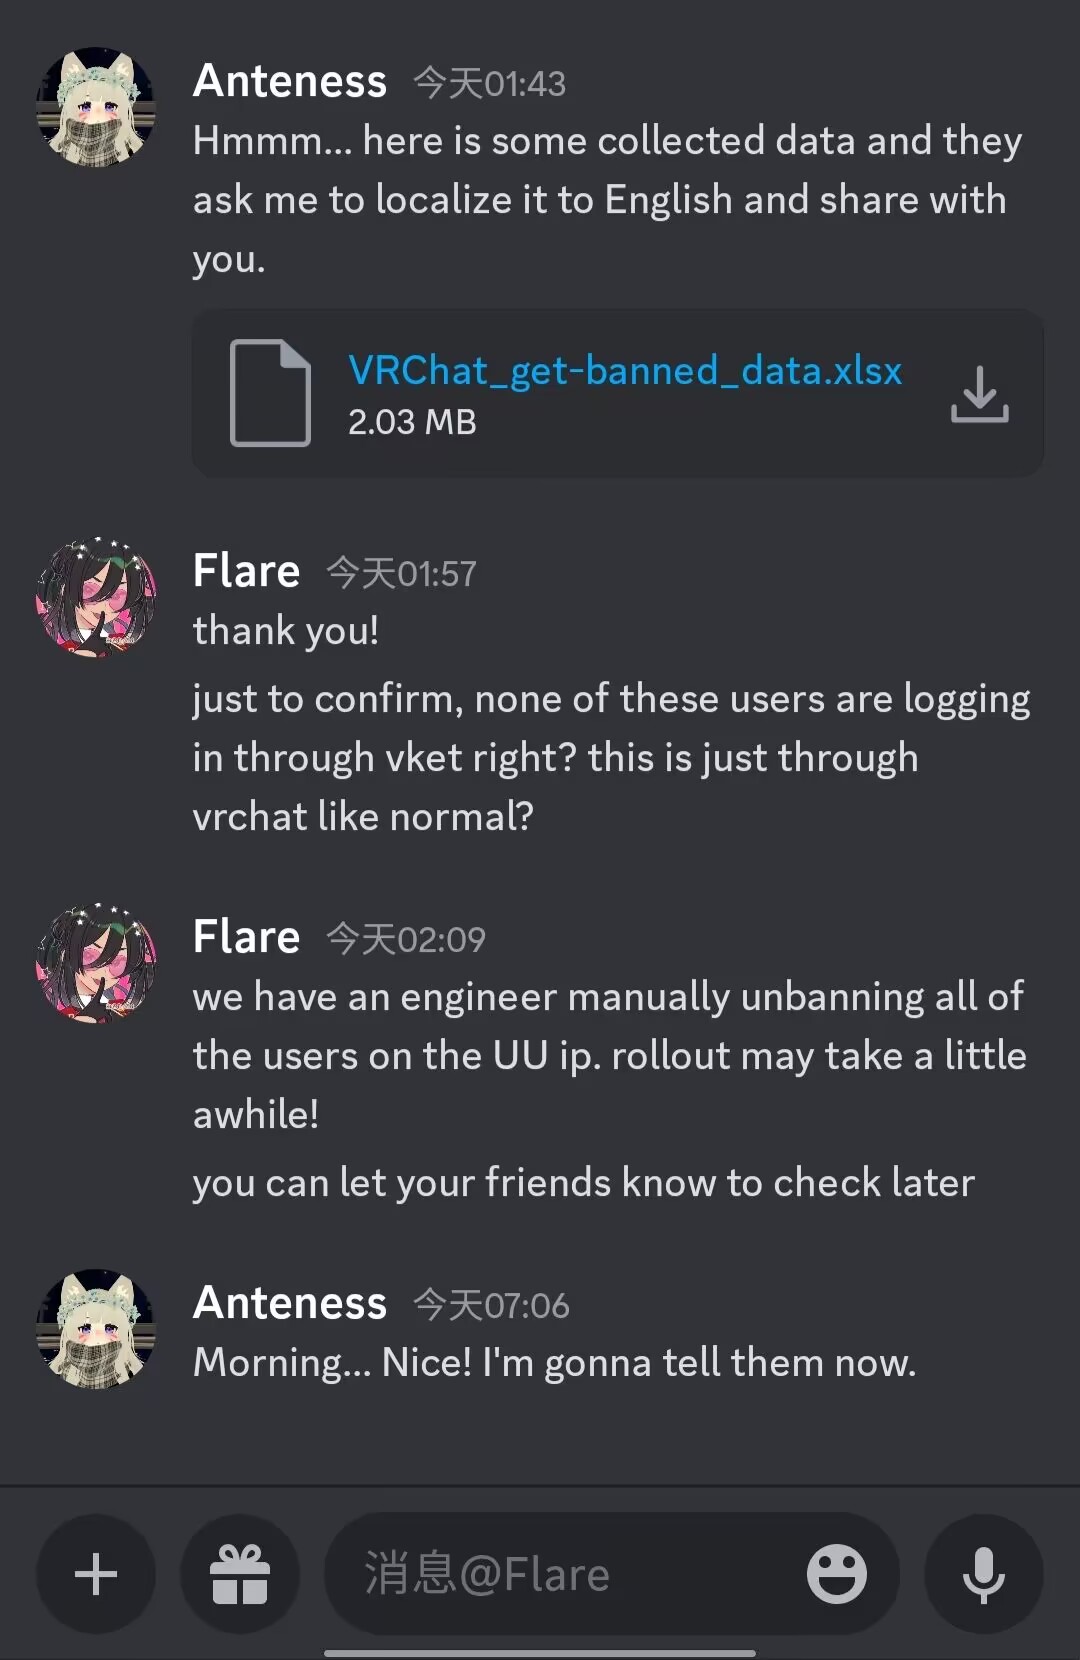 Anteness 今天01:43
Hmmm... here is some collected data and they
ask me to localize it to English and share with
you.
VRChat_get-banned_data.xlsx
2.03 MB
Flare 今天01:57
thank you!
just to confirm, none of these users are logging
in through vket right? this is just through
vrchat like normal?
Flare 今天02:09
we have an engineer manually unbanning all of
the users on the UU ip. rollout may take a little
awhile!
you can let your friends know to check later
Anteness 今天07:06
Morning... Nice! I'm gonna tell them now.
消息@Flare